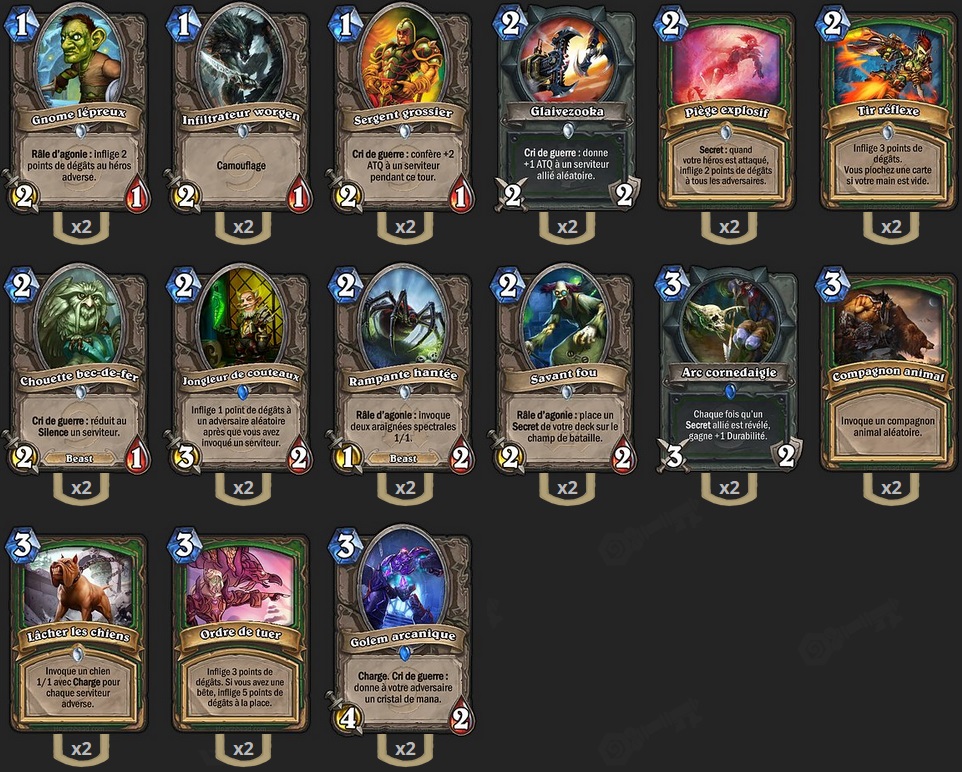 1
Gnome lépreux
Râle d'agonie : inflige 2
points de dégâts au héros
adverse.
2
1
x2
1
Infiltrateur worgen
Camouflage
2
1
x2
1
Sergent grossier
Cri de guerre : confère +2
ATQ à un serviteur
pendant ce tour.
2
1
x2
2
Glaivezooka
Cri de guerre : donne
+1 ATQ à un serviteur
allié aléatoire.
2
2
x2
2
Piège explosif
Secret : quand
votre héros est attaqué,
inflige 2 points de dégâts
à tous les adversaires.
x2
2
Tir réflexe
Inflige 3 points de
dégâts.
Vous piochez une carte
si votre main est vide.
x2
2
Chouette bec-de-fer
Cri de guerre : réduit au
Silence un serviteur.
Beast
2
1
x2
2
Jongleur de couteaux
Inflige 1 point de dégâts à
un adversaire aléatoire
après que vous avez
invoqué un serviteur.
3
2
x2
2
Rampante hantée
Râle d'agonie : invoque
deux araignées spectrales
1/1.
Beast
1
2
x2
2
Savant fou
Râle d'agonie : place un
Secret de votre deck sur le
champ de bataille.
2
2
x2
3
Arc cornedaigle
Chaque fois qu'un
Secret allié est révélé,
gagne +1 Durabilité.
3
2
x2
3
Compagnon animal
Invoque un compagnon
animal aléatoire.
x2
3
Lâcher les chiens
Invoque un chien
1/1 avec Charge pour
chaque serviteur
adverse.
x2
3
Ordre de tuer
Inflige 3 points de
dégâts. Si vous avez une
bête, inflige 5 points de
dégâts à la place.
x2
3
Golem arcanique
Charge. Cri de guerre :
donne à votre adversaire
un cristal de mana.
4
2
x2